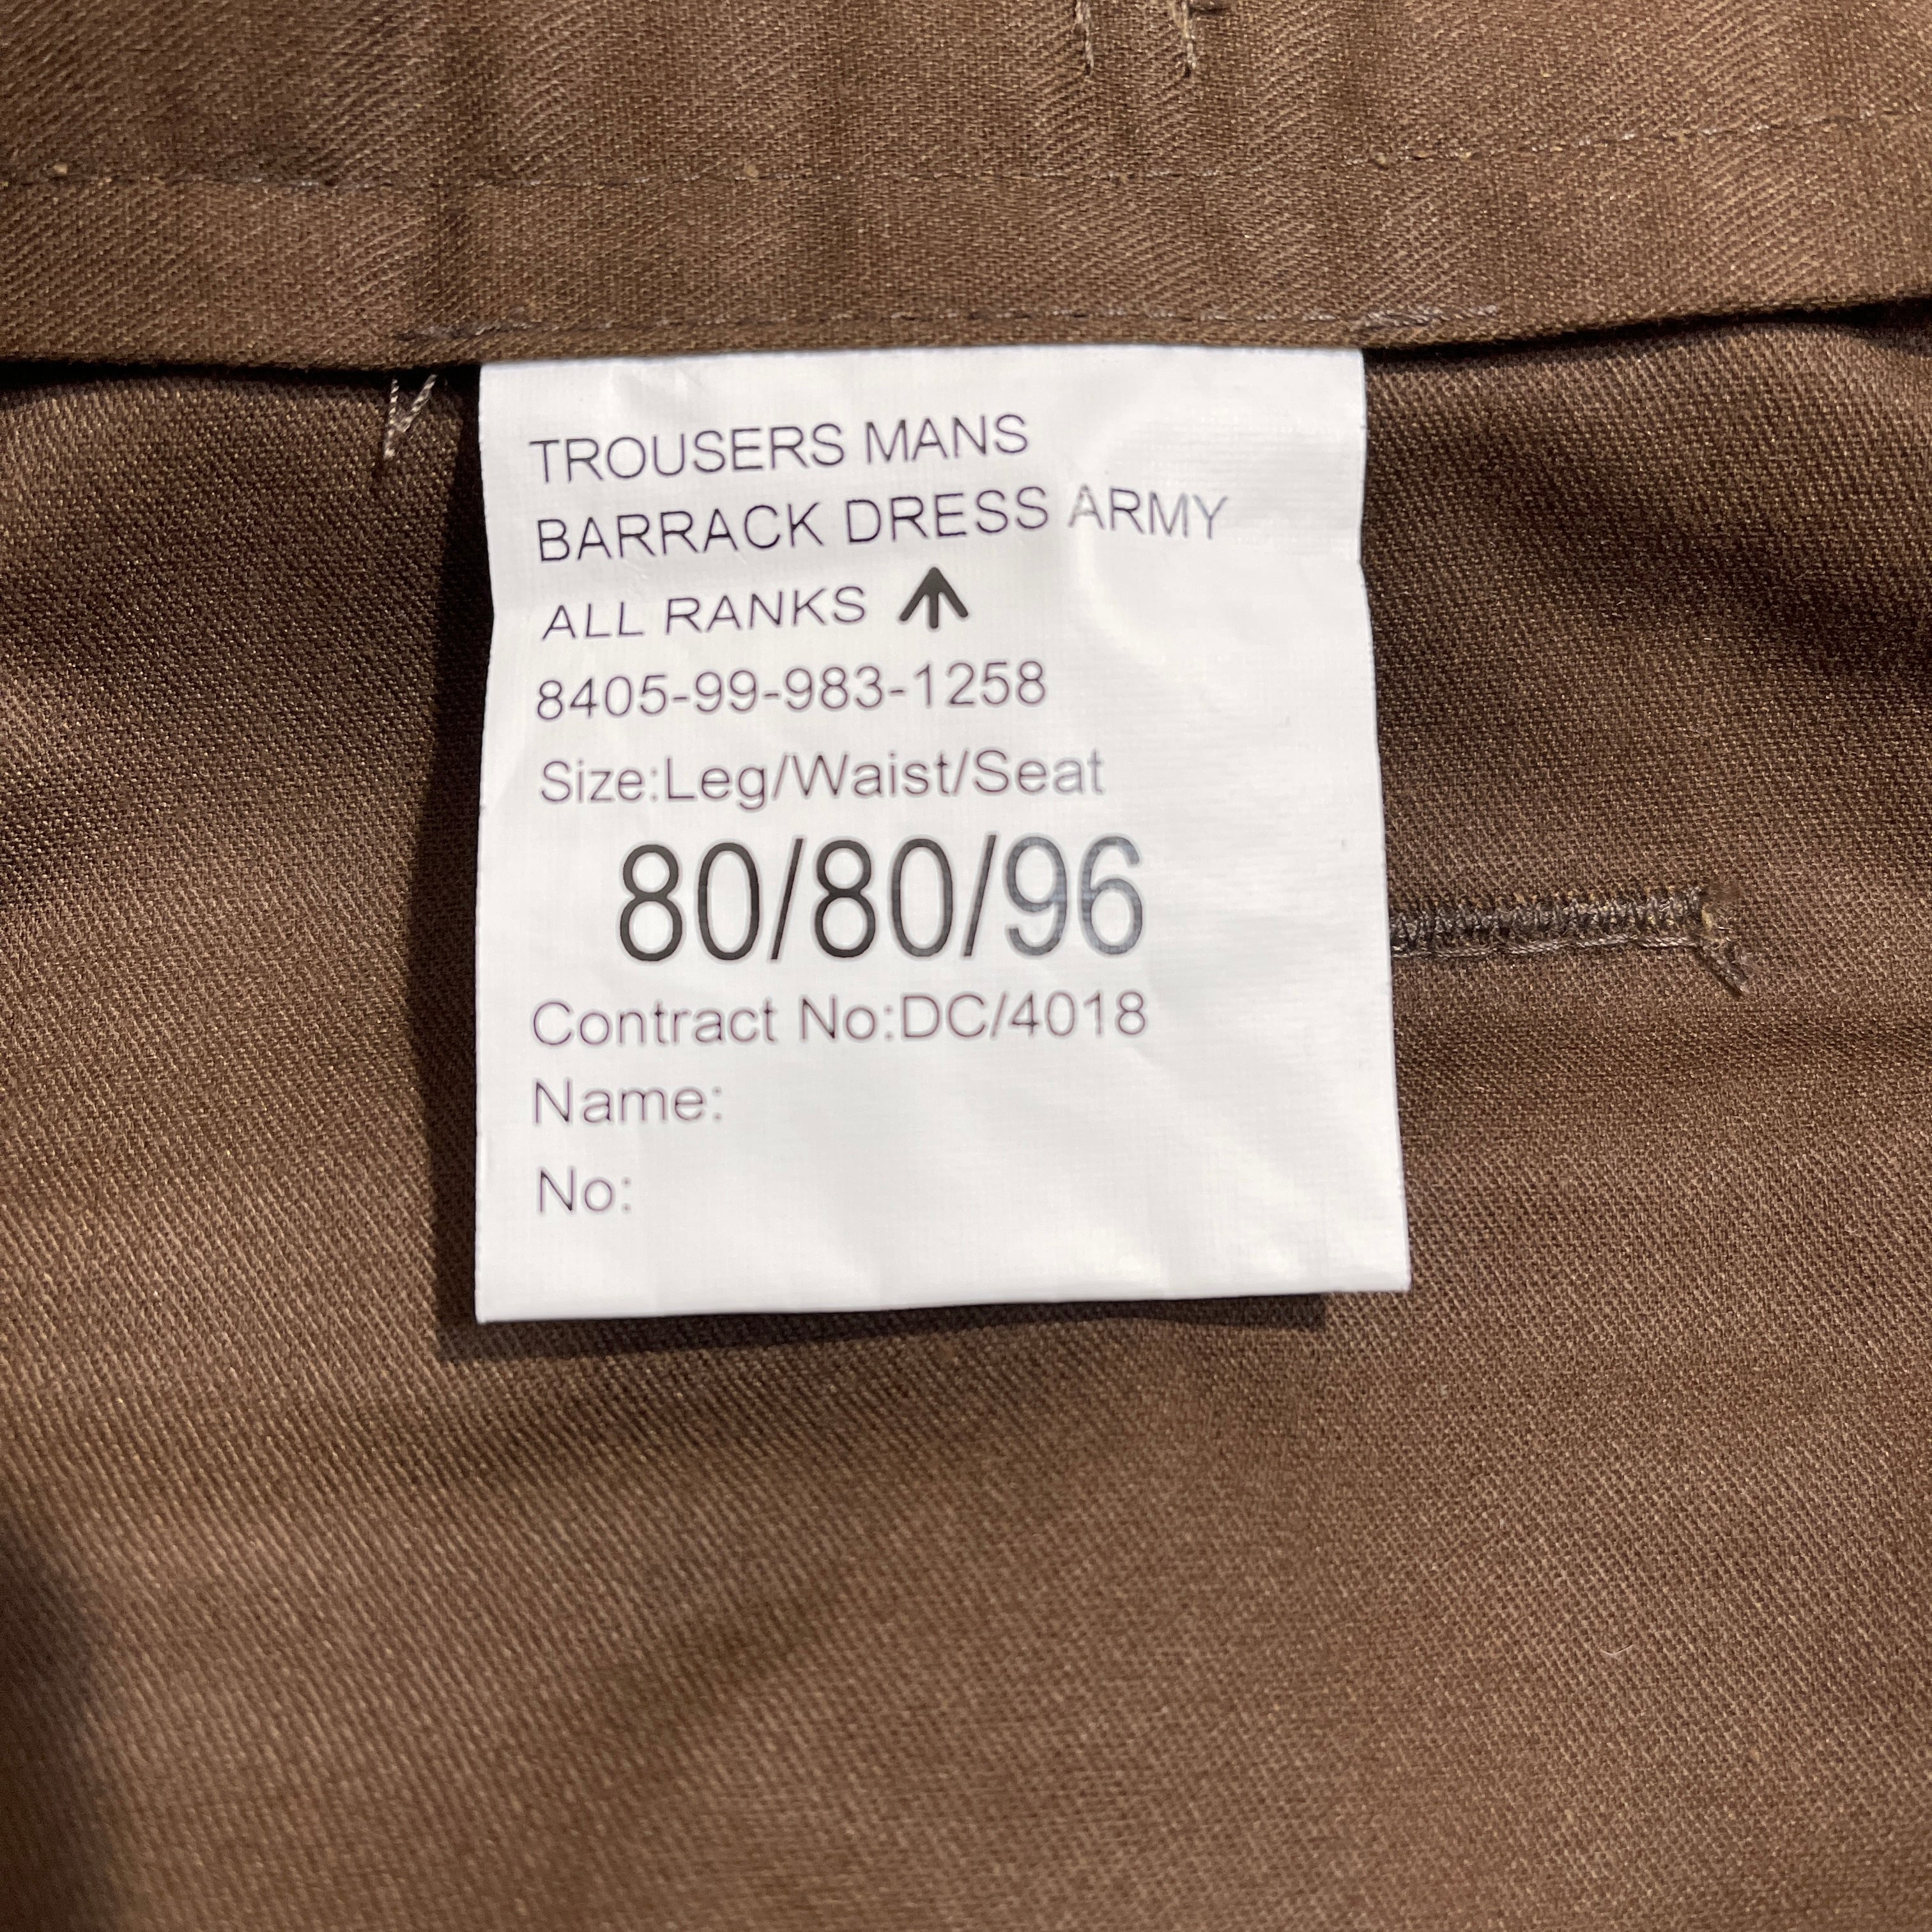 TROUSERS MANS
BARRACK DRESS ARMY
ALL RANKS
8405-99-983-1258
Size:Leg/Waist/Seat
80/80/96
Contract No:DC/4018
Name:
No: